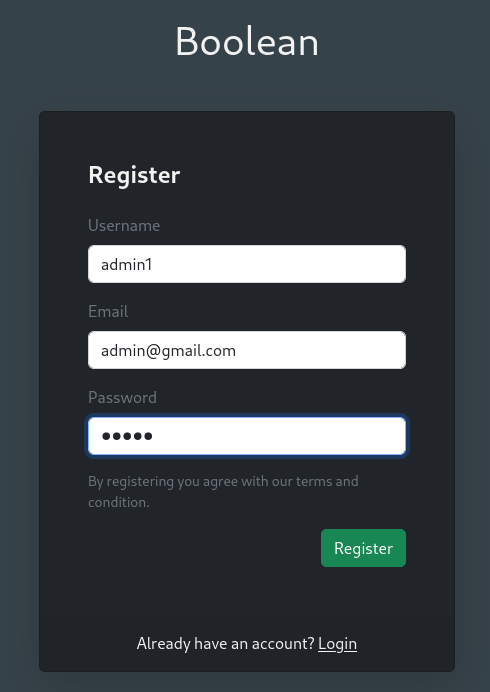 Boolean
Register
Username
admin1
Email
admin@gmail.com
Password
●●●●●
By registering you agree with our terms and
condition.
Register
Already have an account? Login